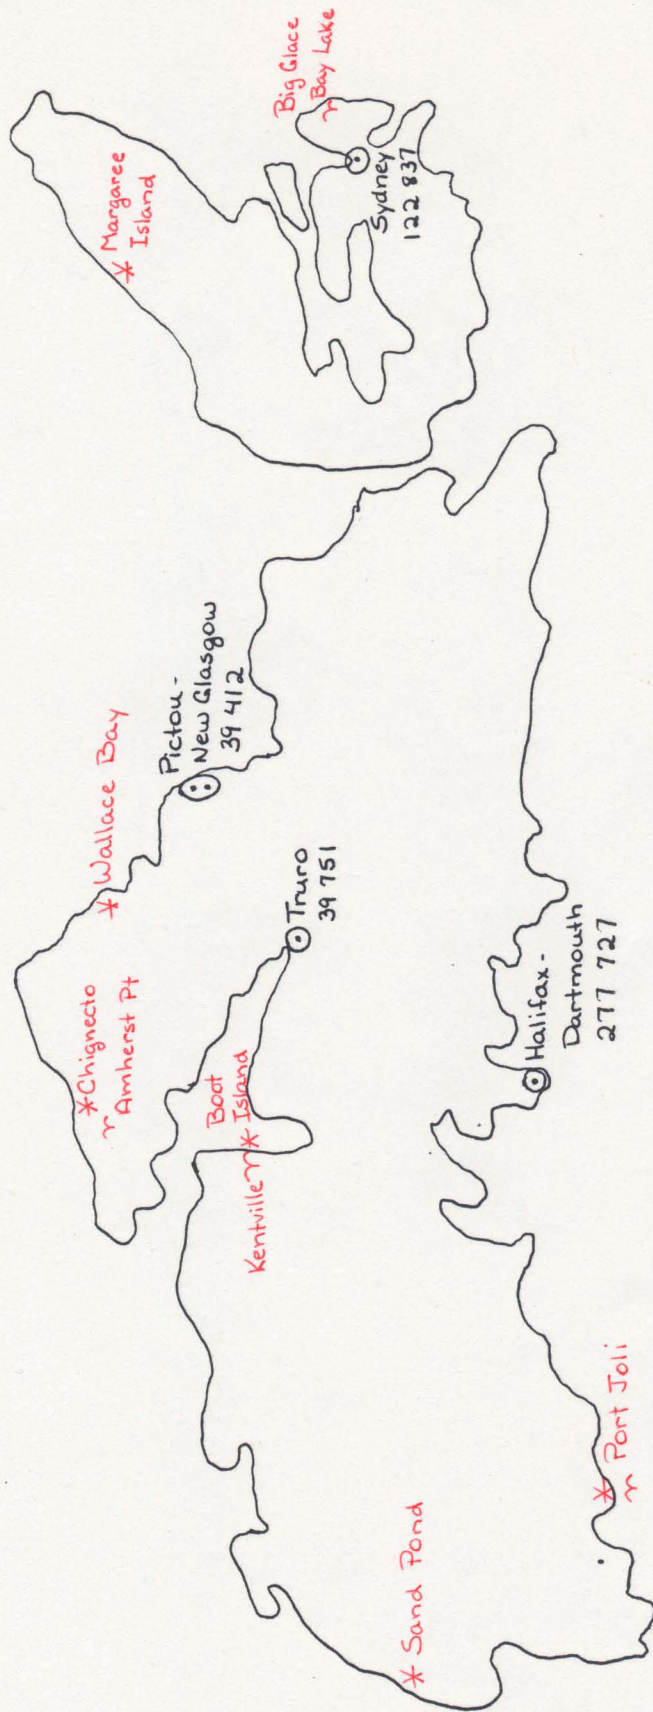 * Margaree
Island
Big Glace
♈ Bay Lake
Sydney
122 837
* Wallace Bay
Pictou -
New Glasgow
39 412
* Chignecto
♈ Amherst Pt
Truro
39 751
Boot
Kentville ♈ * Island
Halifax -
Dartmouth
277 727
* Sand Pond
*
♈ Port Joli